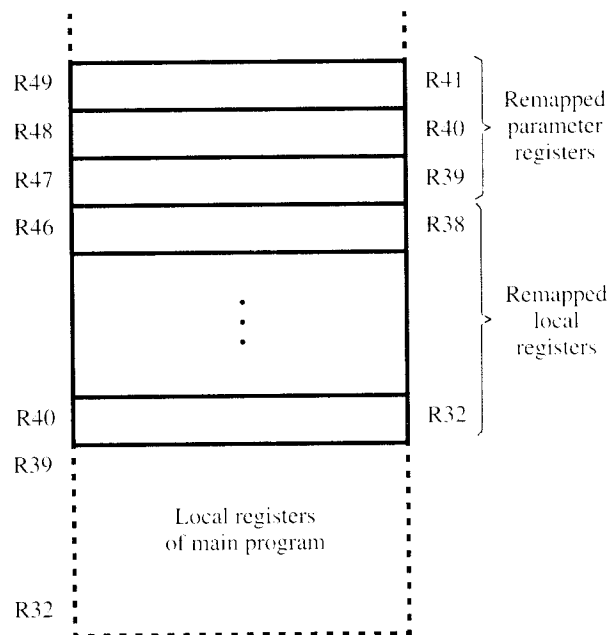 R49
R41
Remapped
parameter
registers
R48
R40
R47
R39
R46
R38
Remapped
local
registers
R40
R32
R39
Local registers
of main program
R32